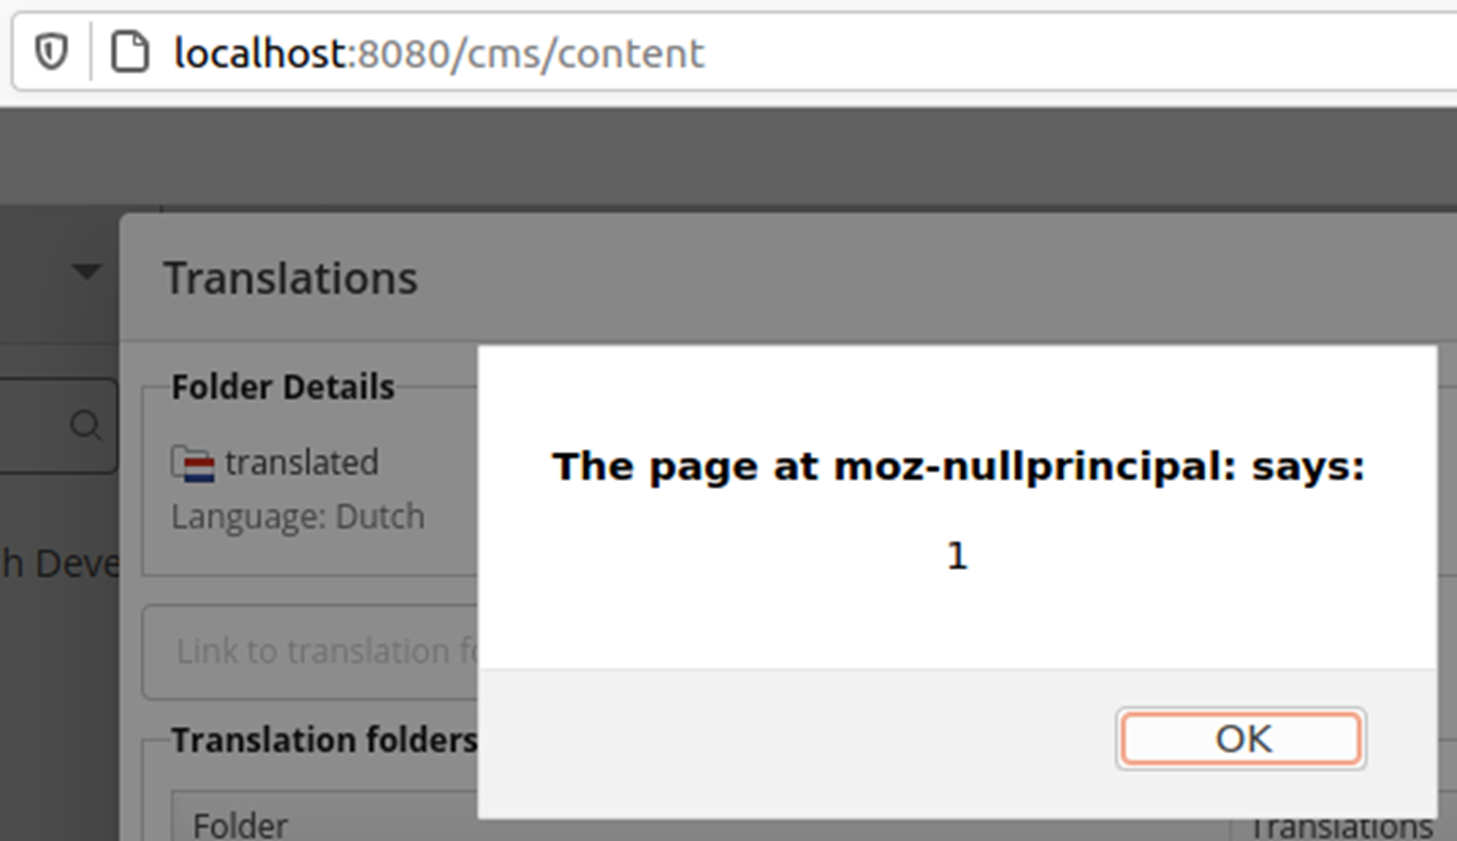 localhost:8080/cms/content
Translations
Folder Details
translated
Language: Dutch
The page at moz-nullprincipal: says:
1
h Deve
Link to translation fo
OK
Translation folders
Folder
Translations